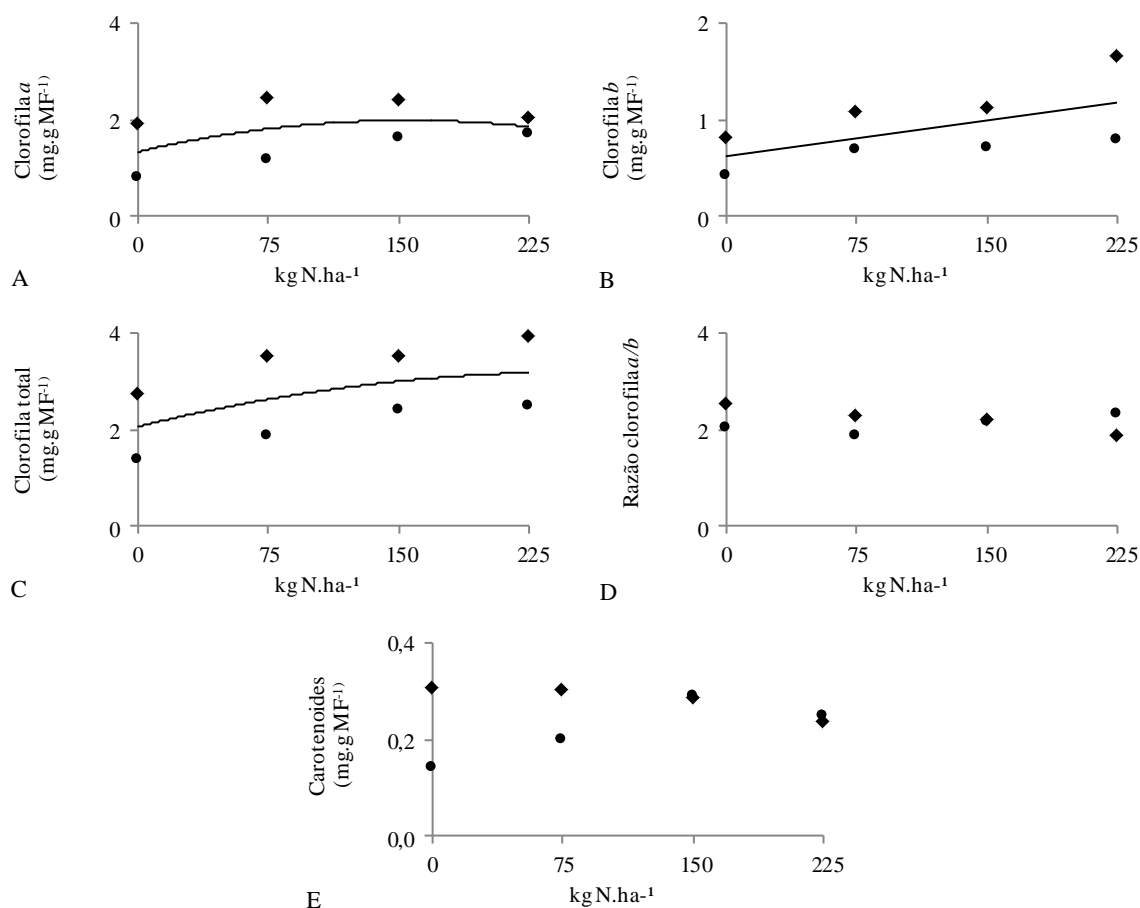 4
2
0
0 75 150 225
Clorofila a
(mg.g MF-1)
kg N.ha-1
A
2
1
0
0 75 150 225
Clorofila b
(mg.g MF-1)
kg N.ha-1
B
4
2
0
0 75 150 225
Clorofila total
(mg.g MF-1)
kg N.ha-1
C
4
2
0
0 75 150 225
Razão clorofila a/b
kg N.ha-1
D
0,4
0,2
0,0
0 75 150 225
Carotenoides
(mg.g MF-1)
kg N.ha-1
E